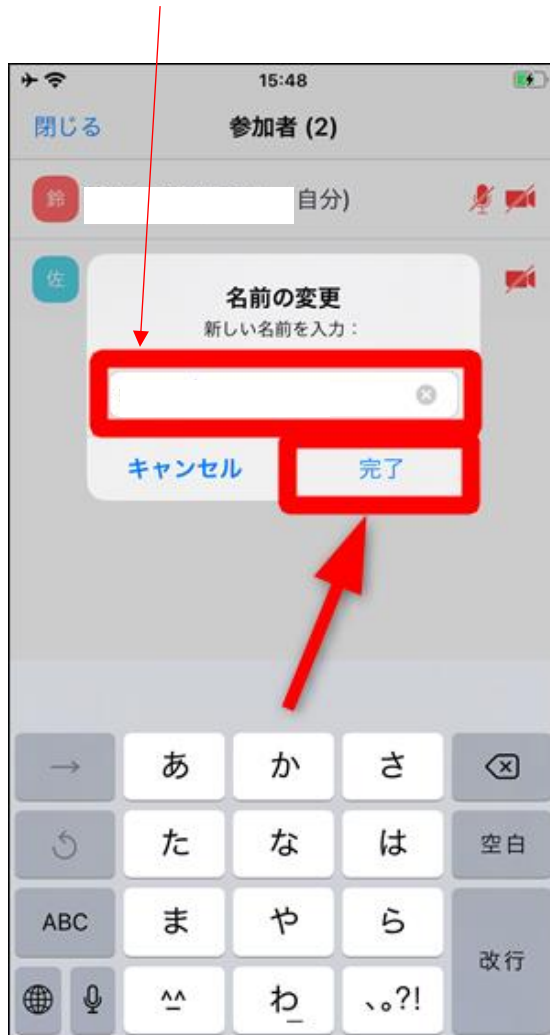 15:48
閉じる 参加者 (2)
鈴 自分)
佐
名前の変更
新しい名前を入力：
キャンセル 完了
→ あ か さ
た な は 空白
ABC ま や ら
改行
^^ わ_ 、。?!